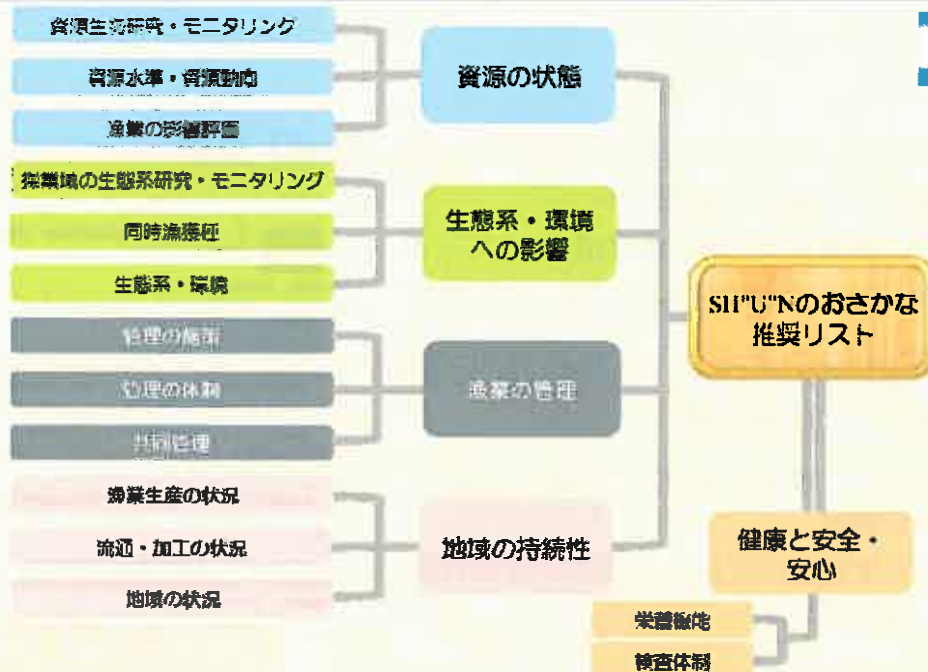 資源生態研究・モニタリング
資源水準・資源動向
漁業の影響評価
資源の状態
操業域の生態系研究・モニタリング
同時漁獲種
生態系・環境
生態系・環境
への影響
管理の施策
管理の体制
共同管理
漁業の管理
漁業生産の状況
流通・加工の状況
地域の状況
地域の持続性
SH"U"Nのおさかな
推奨リスト
健康と安全・
安心
栄養機能
検査体制